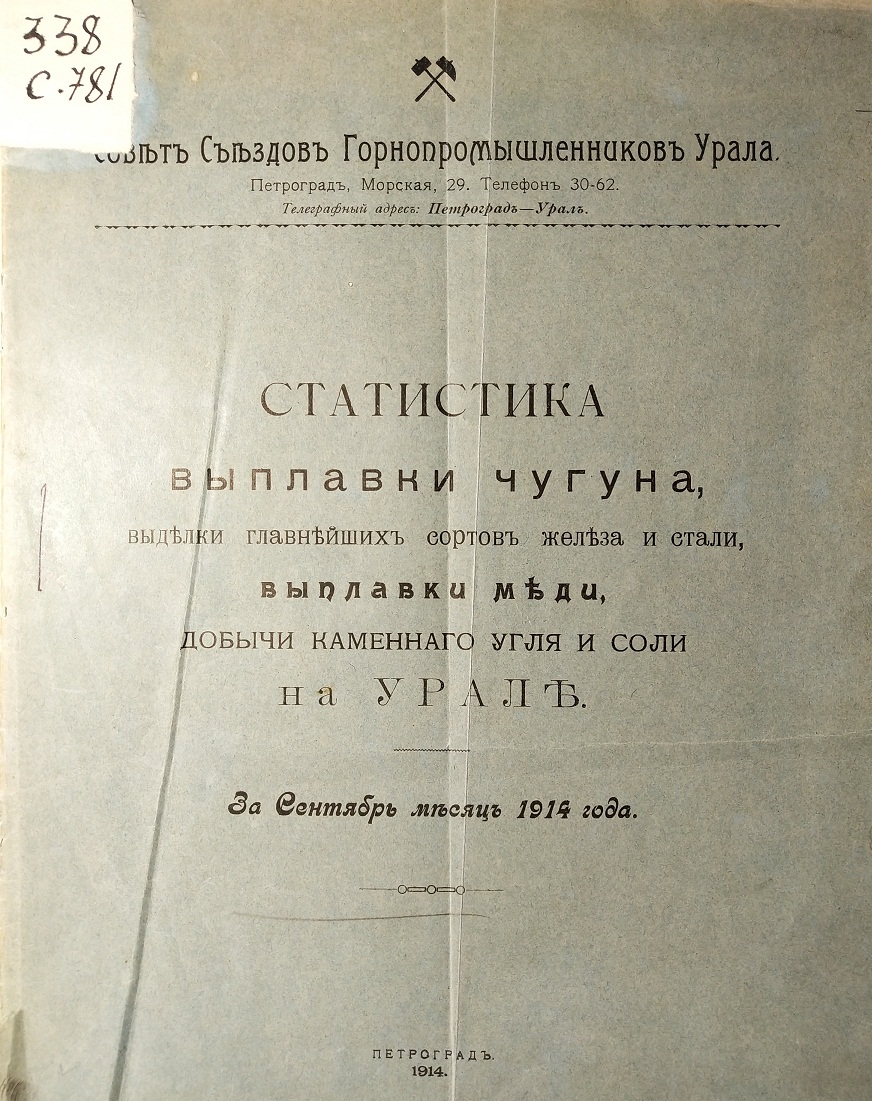 338
С.781
Совѣтъ Съѣздовъ Горнопромышленниковъ Урала.
Петроградъ, Морская, 29. Телефонъ 30-62.
Телеграфный адресъ: Петроградъ—Уралъ.
СТАТИСТИКА
выплавки чугуна,
выдѣлки главнѣйшихъ сортовъ желѣза и стали,
выплавки мѣди,
ДОБЫЧИ КАМЕННАГО УГЛЯ И СОЛИ
на УРАЛѢ.
За Сентябрь мѣсяцъ 1914 года.
ПЕТРОГРАДЪ.
1914.